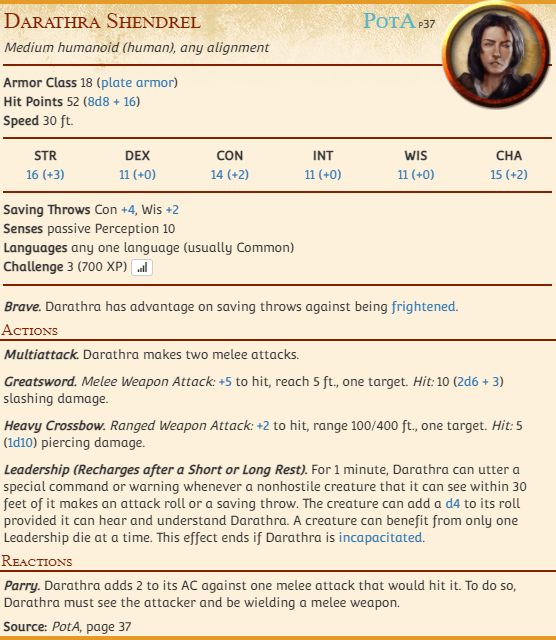 Darathra Shendrel PotA p37
Medium humanoid (human), any alignment
Armor Class 18 (plate armor)
Hit Points 52 (8d8 + 16)
Speed 30 ft.
STR DEX CON INT WIS CHA
16 (+3) 11 (+0) 14 (+2) 11 (+0) 11 (+0) 15 (+2)
Saving Throws Con +4, Wis +2
Senses passive Perception 10
Languages any one language (usually Common)
Challenge 3 (700 XP)
Brave. Darathra has advantage on saving throws against being frightened.
Actions
Multiattack. Darathra makes two melee attacks.
Greatsword. Melee Weapon Attack: +5 to hit, reach 5 ft., one target. Hit: 10 (2d6 + 3)
slashing damage.
Heavy Crossbow. Ranged Weapon Attack: +2 to hit, range 100/400 ft., one target. Hit: 5
(1d10) piercing damage.
Leadership (Recharges after a Short or Long Rest). For 1 minute, Darathra can utter a
special command or warning whenever a nonhostile creature that it can see within 30
feet of it makes an attack roll or a saving throw. The creature can add a d4 to its roll
provided it can hear and understand Darathra. A creature can benefit from only one
Leadership die at a time. This effect ends if Darathra is incapacitated.
Reactions
Parry. Darathra adds 2 to its AC against one melee attack that would hit it. To do so,
Darathra must see the attacker and be wielding a melee weapon.
Source: PotA, page 37